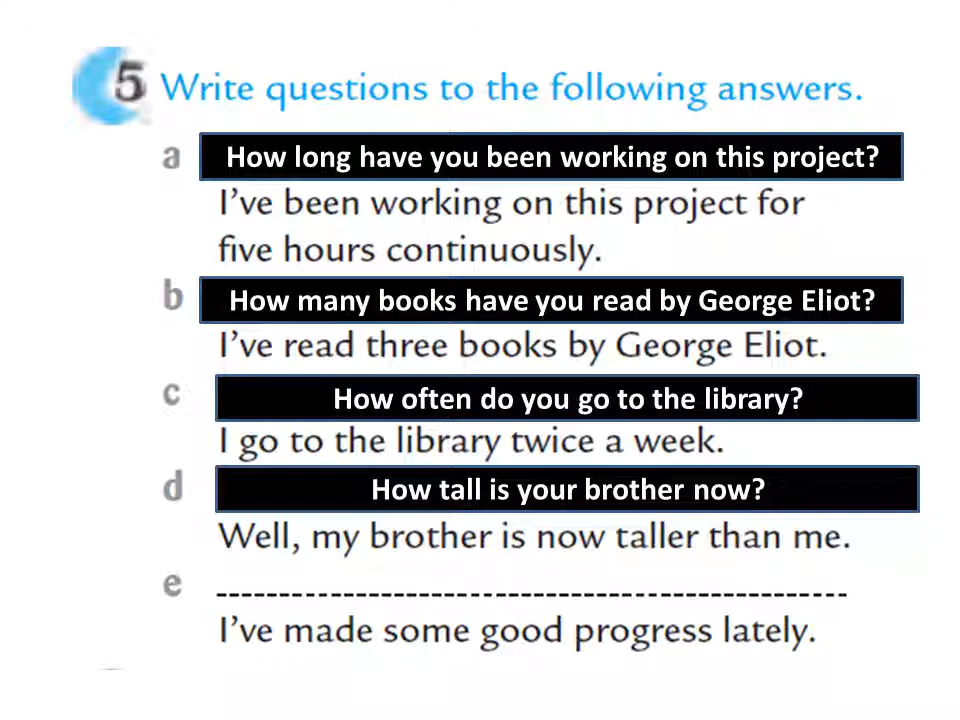 5 Write questions to the following answers.
a How long have you been working on this project?
I've been working on this project for
five hours continuously.
b How many books have you read by George Eliot?
I've read three books by George Eliot.
c How often do you go to the library?
I go to the library twice a week.
d How tall is your brother now?
Well, my brother is now taller than me.
e --------------------------------------------------
I've made some good progress lately.